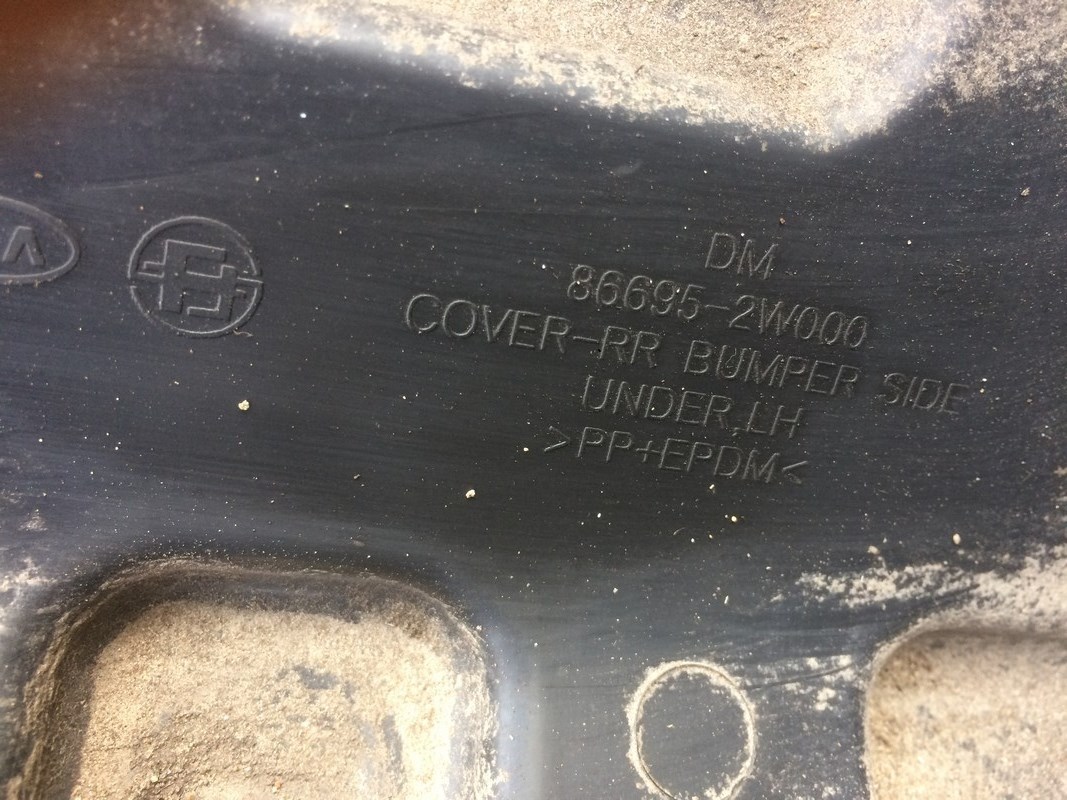 DM
86695-2W000
COVER-RR BUMPER SIDE
UNDER,LH
>PP+EPDM<